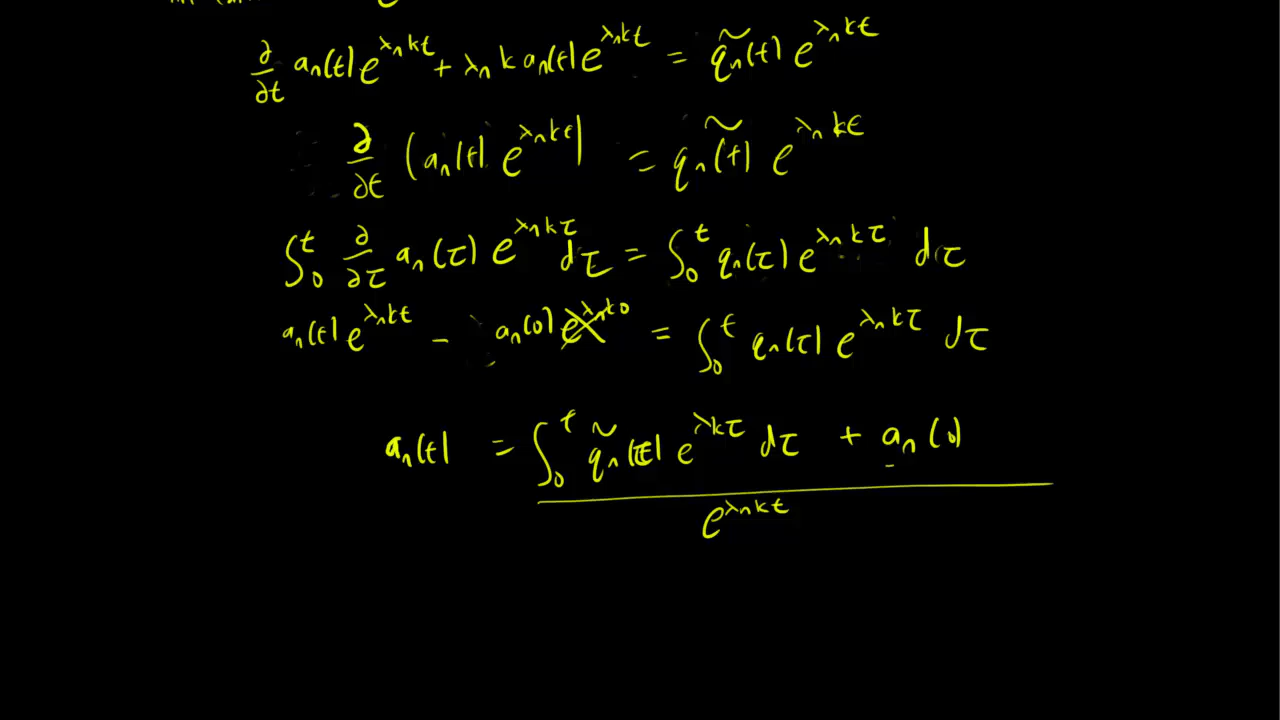 ∂/∂t aₙ(t) e^{λₙkt} + λₙ k aₙ(t) e^{λₙkt} = q̃ₙ(t) e^{λₙkt}
∂/∂t (aₙ(t) e^{λₙkt}) = q̃ₙ(t) e^{λₙkt}
∫₀ᵗ ∂/∂τ aₙ(τ) e^{λₙkτ} dτ = ∫₀ᵗ qₙ(τ) e^{λₙkτ} dτ
aₙ(t) e^{λₙkt} - aₙ(0) e^{λₙk0} = ∫₀ᵗ qₙ(τ) e^{λₙkτ} dτ
aₙ(t) = ∫₀ᵗ q̃ₙ(τ) e^{λkτ} dτ + aₙ(0)
e^{λₙkt}